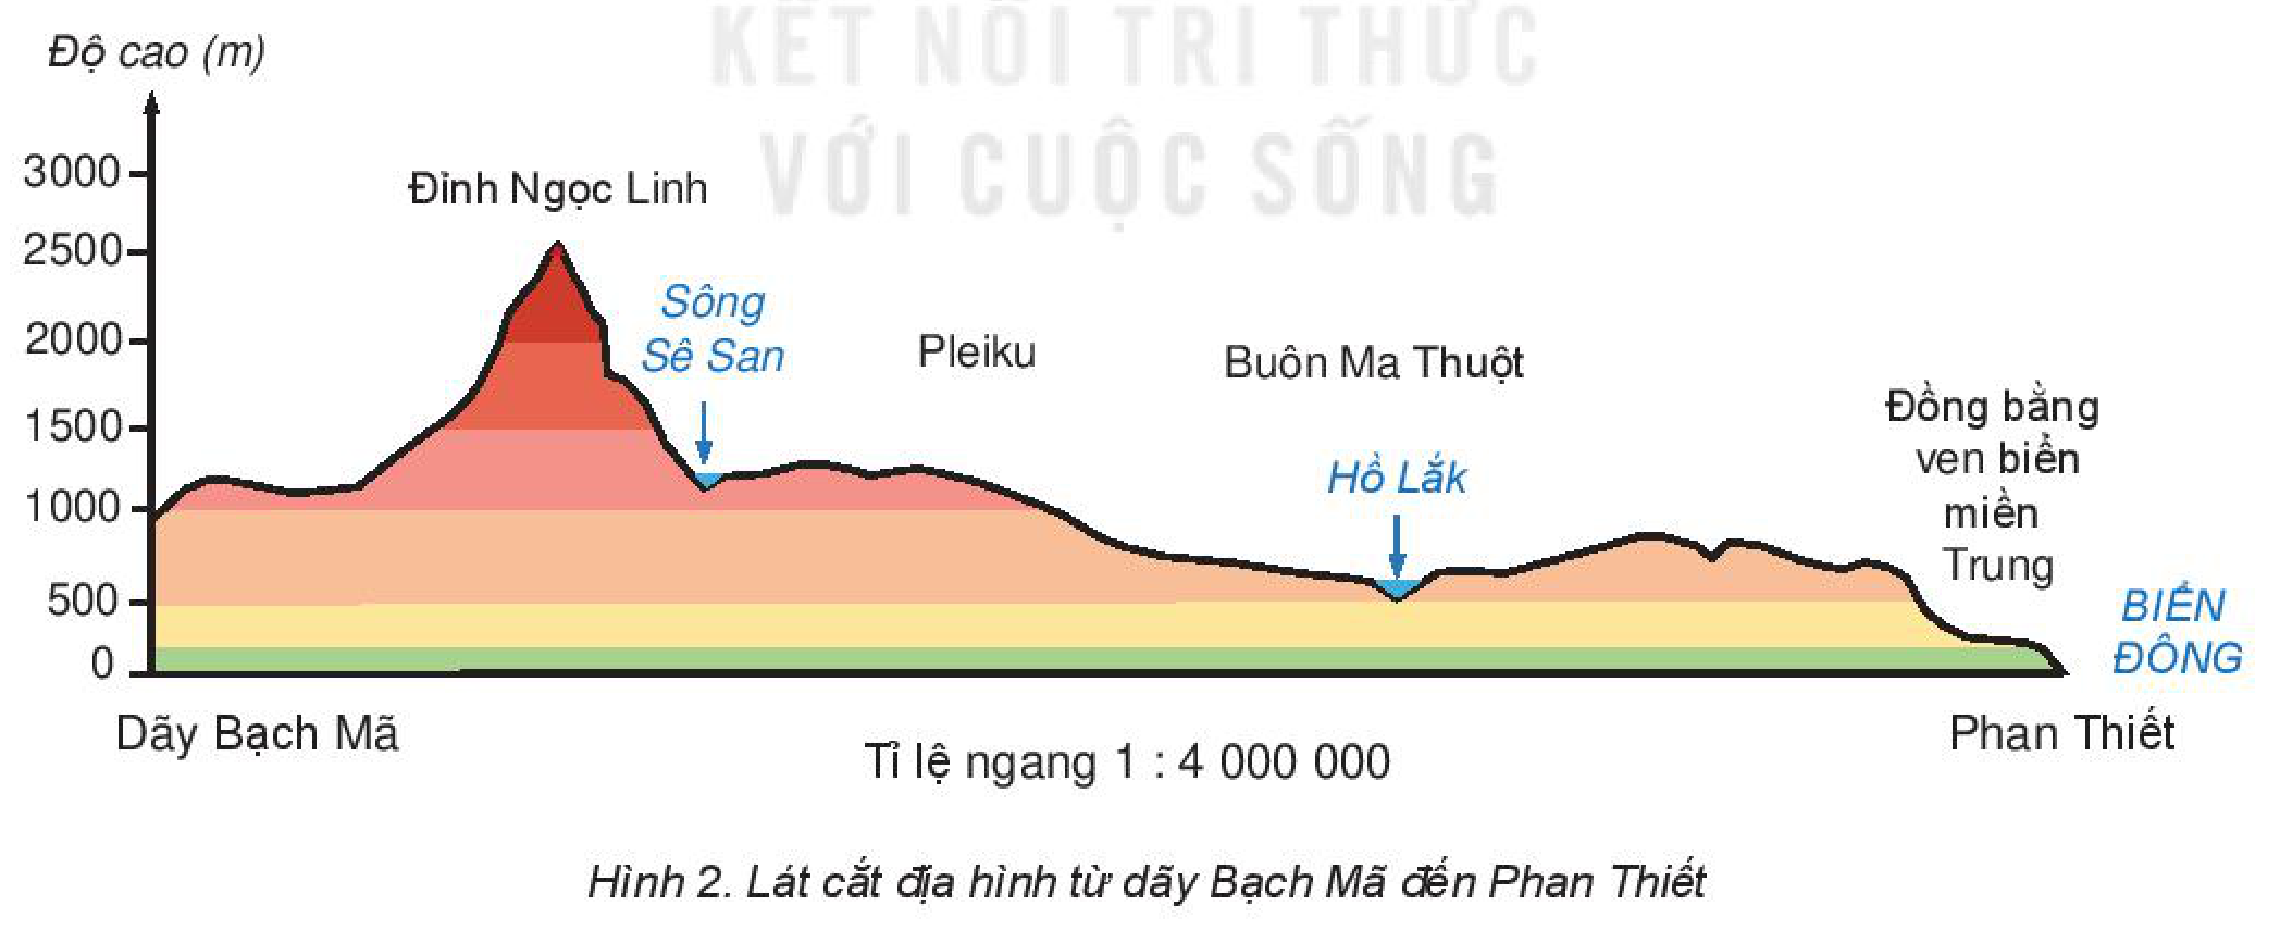 KẾT NỐI TRI THỨC
VỚI CUỘC SỐNG
Độ cao (m)
3000
2500
2000
1500
1000
500
0
Đỉnh Ngọc Linh
Sông
Sê San
Pleiku
Buôn Ma Thuột
Hồ Lắk
Đồng bằng
ven biển
miền
Trung
BIỂN
ĐÔNG
Dãy Bạch Mã
Phan Thiết
Tỉ lệ ngang 1 : 4 000 000
Hình 2. Lát cắt địa hình từ dãy Bạch Mã đến Phan Thiết